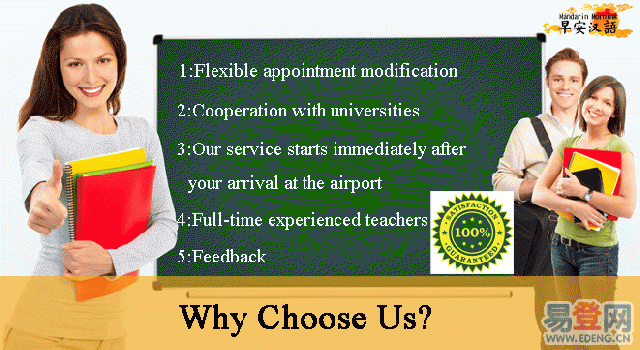 Mandarin Morning
早安汉語
1:Flexible appointment modification
2:Cooperation with universities
3:Our service starts immediately after
your arrival at the airport
4:Full-time experienced teachers
5:Feedback
SATISFACTION
100%
GUARANTEED
Why Choose Us?
易登网
WWW.EDENG.CN